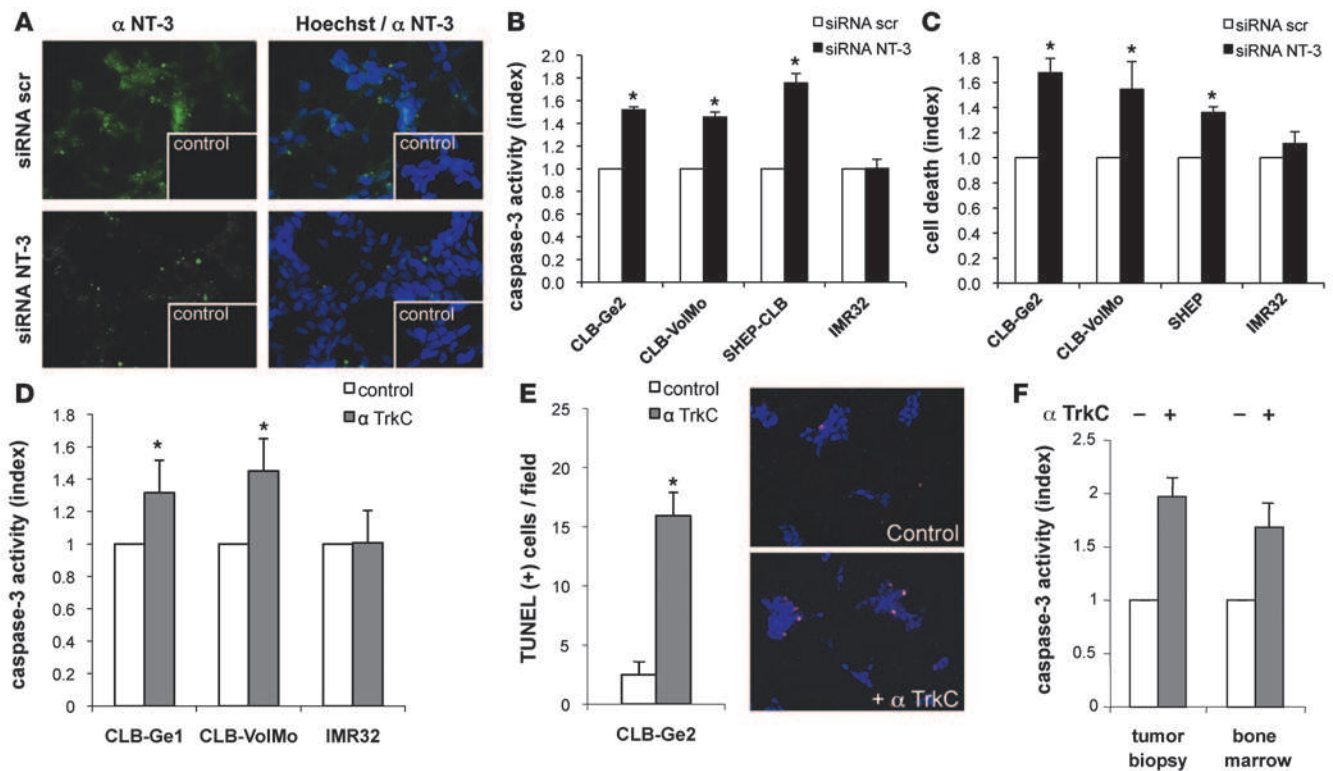 A
α NT-3
Hoechst / α NT-3
siRNA scr
control
control
siRNA NT-3
control
control
B
siRNA scr
siRNA NT-3
caspase-3 activity (index)
2.0
1.8
1.6
1.4
1.2
1.0
0.8
0.6
0.4
0.2
0.0
*
*
*
CLB-Ge2
CLB-VolMo
SHEP-CLB
IMR32
C
siRNA scr
siRNA NT-3
cell death (index)
1.8
1.6
1.4
1.2
1.0
0.8
0.6
0.4
0.2
0.0
*
*
*
CLB-Ge2
CLB-VolMo
SHEP
IMR32
D
control
α TrkC
caspase-3 activity (index)
1.8
1.6
1.4
1.2
1
0.8
0.6
0.4
0.2
0
*
*
CLB-Ge1
CLB-VolMo
IMR32
E
control
α TrkC
TUNEL (+) cells / field
25
20
15
10
5
0
*
CLB-Ge2
Control
+ α TrkC
F
α TrkC – + – +
caspase-3 activity (index)
2.5
2
1.5
1
0.5
0
tumor biopsy
bone marrow